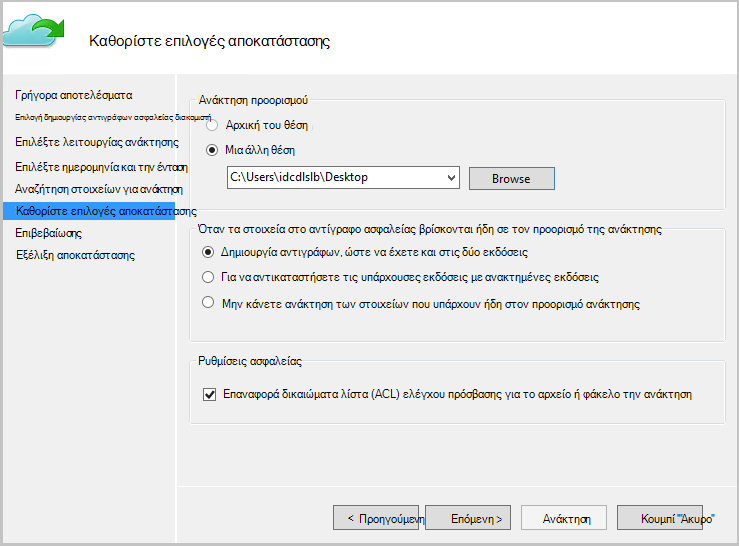 Καθορίστε επιλογές αποκατάστασης
Γρήγορα αποτελέσματα
Επιλογή δημιουργίας αντιγράφων ασφαλείας διακομιστή
Επιλέξτε λειτουργίας ανάκτησης
Επιλέξτε ημερομηνία και την ένταση
Αναζήτηση στοιχείων για ανάκτηση
Καθορίστε επιλογές αποκατάστασης
Επιβεβαίωσης
Εξέλιξη αποκατάστασης
Ανάκτηση προορισμού
Αρχική του θέση
Μια άλλη θέση
C:\Users\idcdlslb\Desktop
Browse
Όταν τα στοιχεία στο αντίγραφο ασφαλείας βρίσκονται ήδη σε τον προορισμό της ανάκτησης
Δημιουργία αντιγράφων, ώστε να έχετε και στις δύο εκδόσεις
Για να αντικαταστήσετε τις υπάρχουσες εκδόσεις με ανακτημένες εκδόσεις
Μην κάνετε ανάκτηση των στοιχείων που υπάρχουν ήδη στον προορισμό ανάκτησης
Ρυθμίσεις ασφαλείας
Επαναφορά δικαιώματα λίστα (ACL) ελέγχου πρόσβασης για το αρχείο ή φάκελο την ανάκτηση
< Προηγούμενη
Επόμενη >
Ανάκτηση
Κουμπί "Άκυρο"